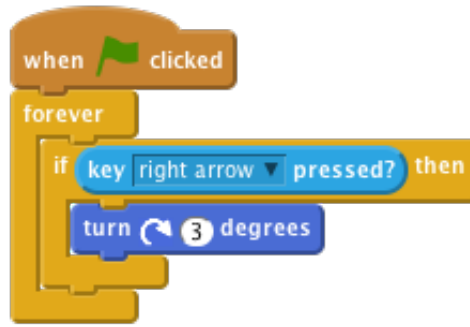 when clicked
forever
if key right arrow pressed? then
turn 3 degrees